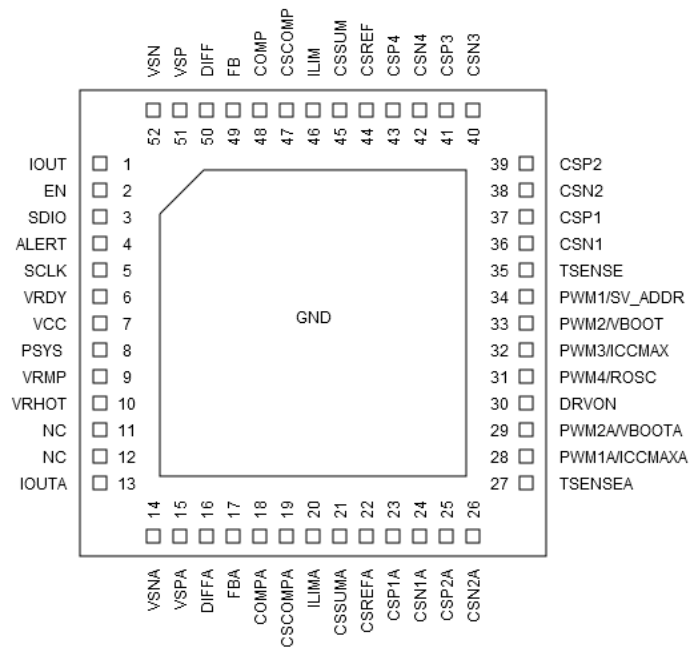 VSN VSP DIFF FB COMP CSCOMP ILIM CSSUM CSREF CSP4 CSN4 CSP3 CSN3
52 51 50 49 48 47 46 45 44 43 42 41 40
IOUT 1 39 CSP2
EN 2 38 CSN2
SDIO 3 37 CSP1
ALERT 4 36 CSN1
SCLK 5 35 TSENSE
VRDY 6 34 PWM1/SV_ADDR
VCC 7 33 PWM2/VBOOT
GND
PSYS 8 32 PWM3/ICCMAX
VRMP 9 31 PWM4/ROSC
VRHOT 10 30 DRVON
NC 11 29 PWM2A/VBOOTA
NC 12 28 PWM1A/ICCMAXA
IOUTA 13 27 TSENSEA
14 15 16 17 18 19 20 21 22 23 24 25 26
VSNA VSPA DIFFA FBA COMPA CSCOMPA ILIMA CSSUMA CSREFA CSP1A CSN1A CSP2A CSN2A